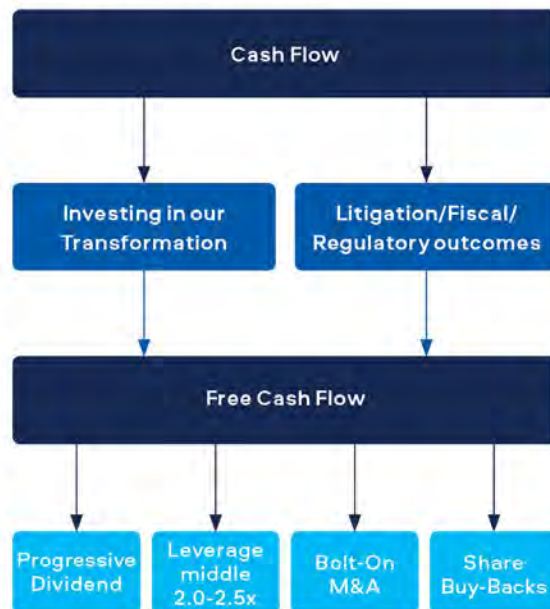 Cash Flow
Investing in our
Transformation
Litigation/Fiscal/
Regulatory outcomes
Free Cash Flow
Progressive
Dividend
Leverage
middle
2.0-2.5x
Bolt-On
M&A
Share
Buy-Backs